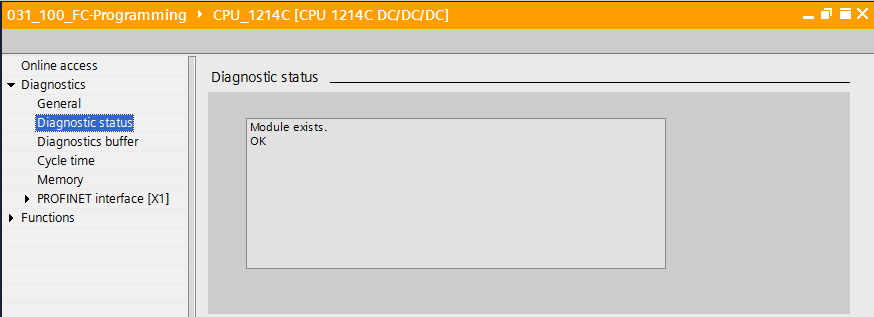 031_100_FC-Programming ▸ CPU_1214C [CPU 1214C DC/DC/DC]
Online access
Diagnostics
General
Diagnostic status
Diagnostics buffer
Cycle time
Memory
PROFINET interface [X1]
Functions
Diagnostic status
Module exists.
OK